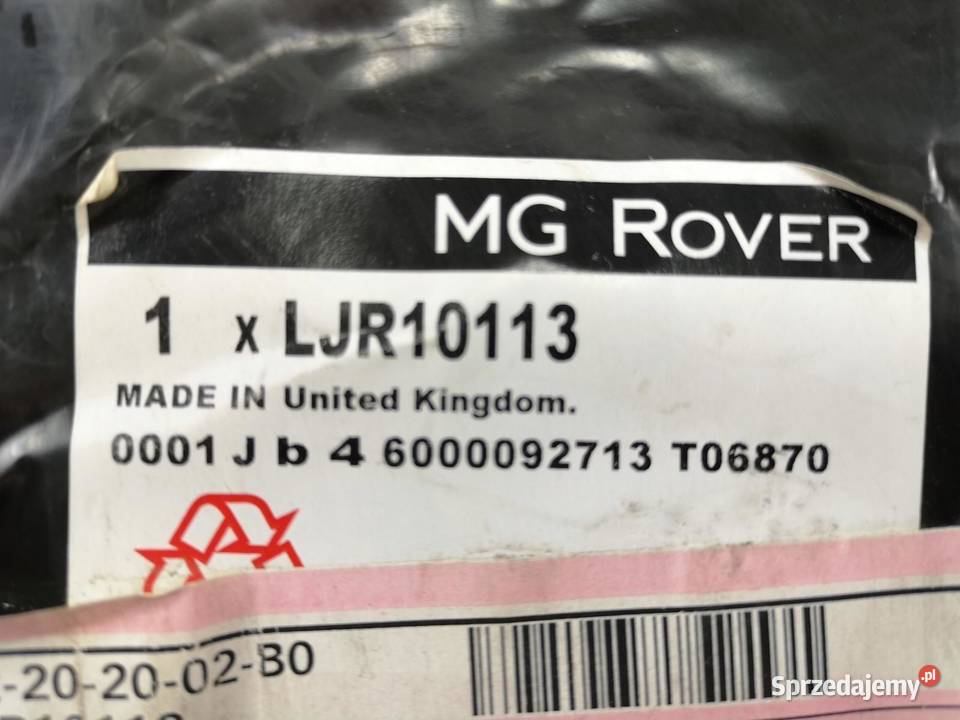 MG ROVER
1 x LJR10113
MADE IN United Kingdom.
0001 J b 4 6000092713 T06870
-20-20-02-B0
Sprzedajemy.pl